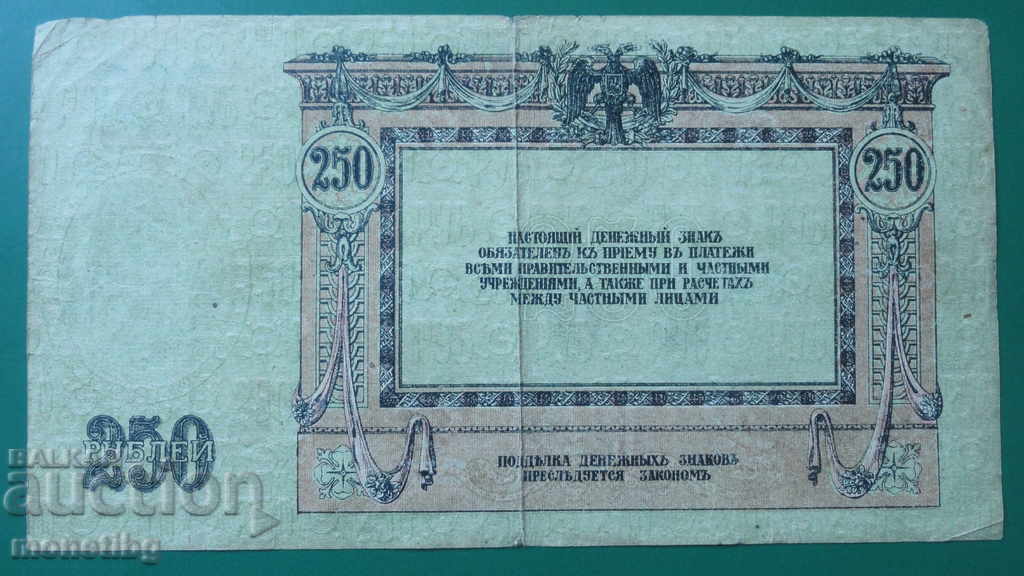 250
250
НАСТОЯЩІЙ ДЕНЕЖНЫЙ ЗНАКЪ
ОБЯЗАТЕЛЕНЪ КЪ ПРІЕМУ ВЪ ПЛАТЕЖИ
ВСѢМИ ПРАВИТЕЛЬСТВЕННЫМИ И ЧАСТНЫМИ
УЧРЕЖДЕНІЯМИ, А ТАКЖЕ ПРИ РАСЧЕТАХЪ
МЕЖДУ ЧАСТНЫМИ ЛИЦАМИ
250
РУБЛЕЙ
ПОДДѢЛКА ДЕНЕЖНЫХЪ ЗНАКОВЪ
ПРЕСЛѢДУЕТСЯ ЗАКОНОМЪ
BALKAN
auction
monetibg